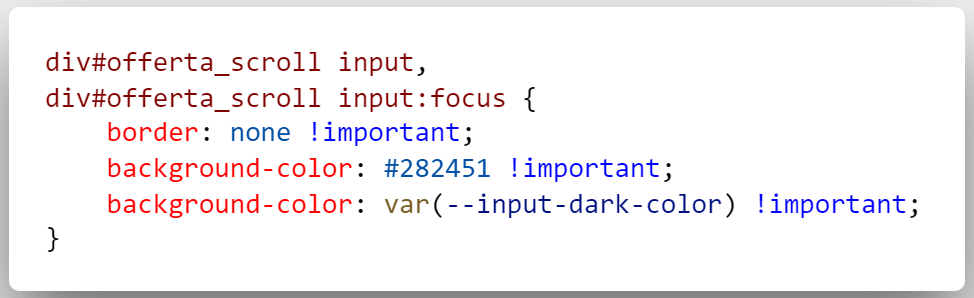 div#offerta_scroll input,
div#offerta_scroll input:focus {
    border: none !important;
    background-color: #282451 !important;
    background-color: var(--input-dark-color) !important;
}